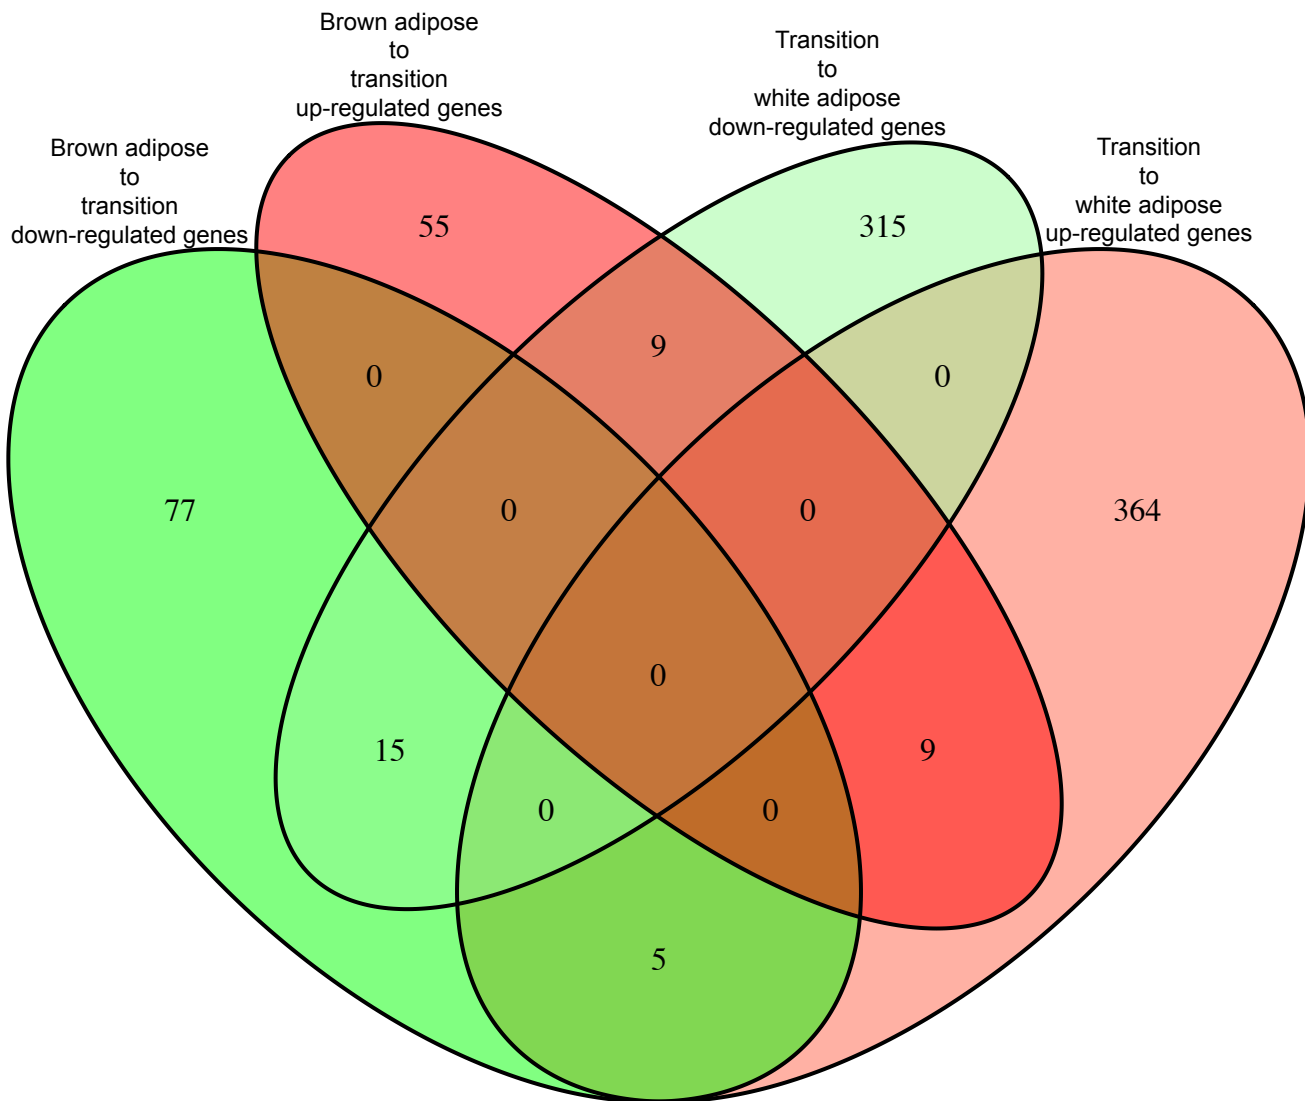 Brown adipose
to
transition
up-regulated genes
Transition
to
white adipose
down-regulated genes
Brown adipose
to
transition
down-regulated genes
Transition
to
white adipose
up-regulated genes
55
315
9
0
0
77
0
0
364
0
15
9
0
0
5